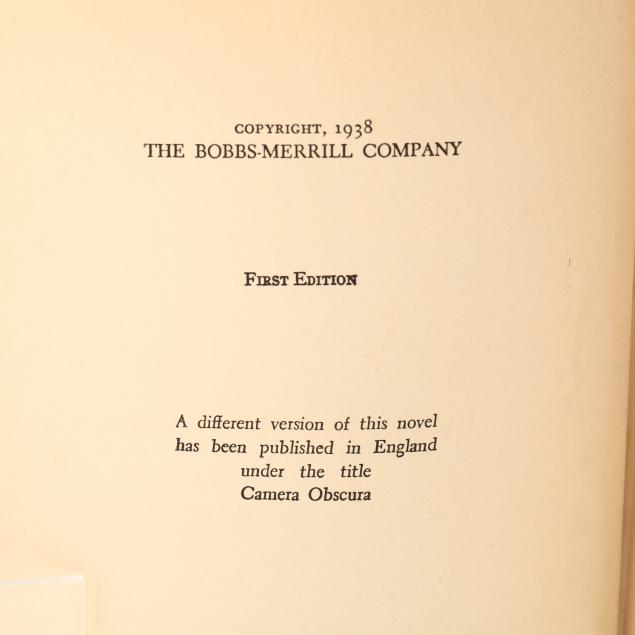 COPYRIGHT, 1938
THE BOBBS-MERRILL COMPANY
FIRST EDITION
A different version of this novel
has been published in England
under the title
Camera Obscura